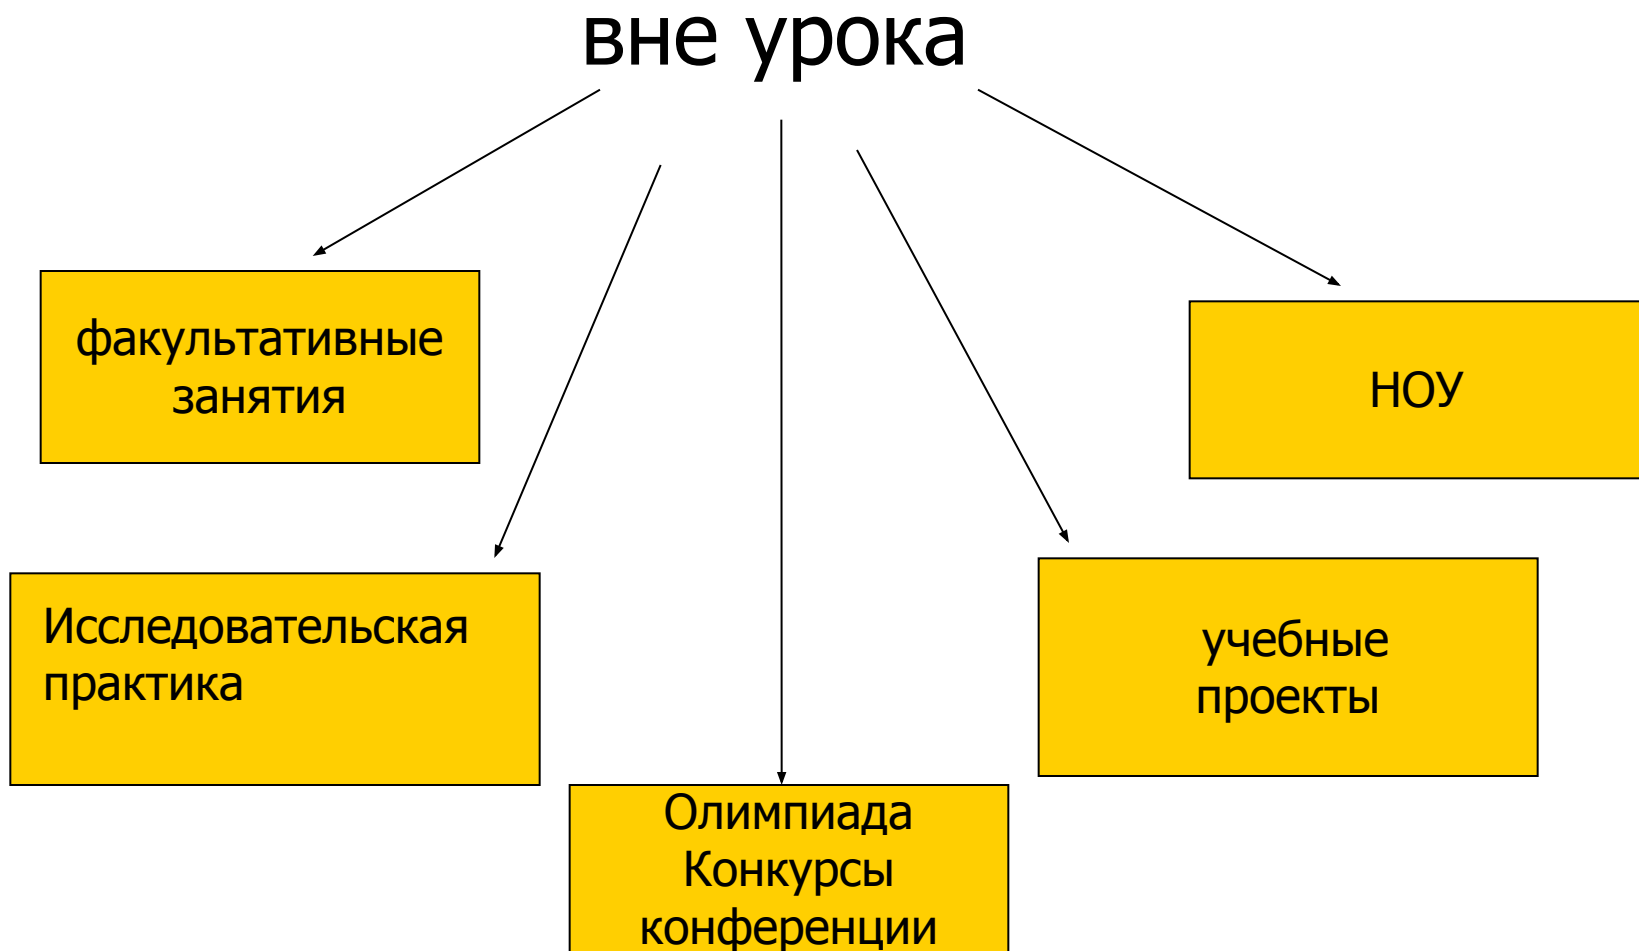 вне урока
факультативные
занятия
НОУ
Исследовательская
практика
учебные
проекты
Олимпиада
Конкурсы
конференции